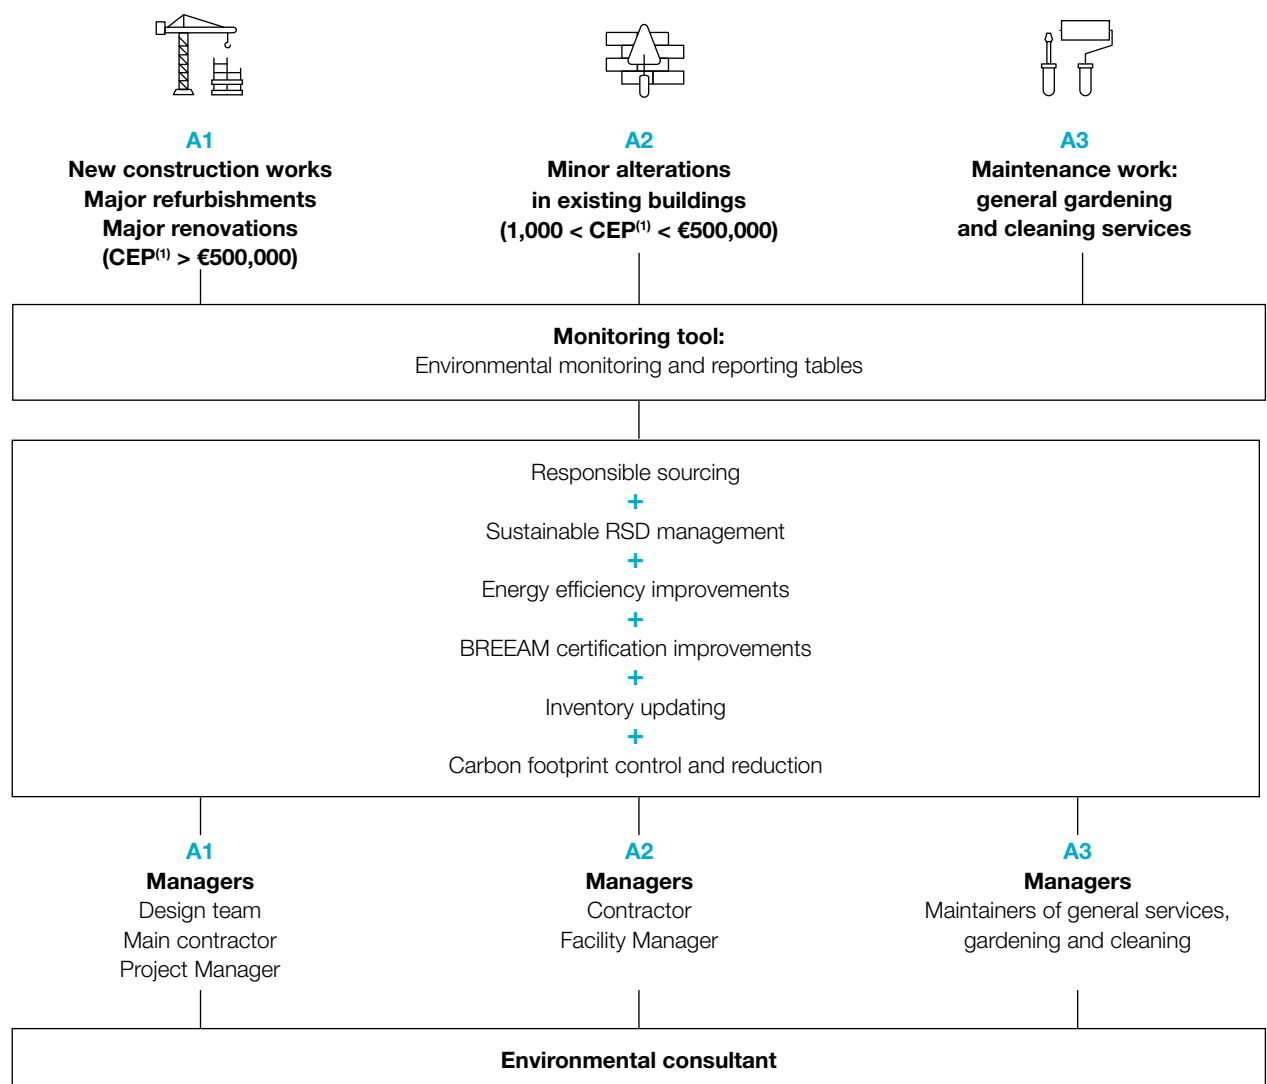 A1
New construction works
Major refurbishments
Major renovations
(CEP(1) > €500,000)
A2
Minor alterations
in existing buildings
(1,000 < CEP(1) < €500,000)
A3
Maintenance work:
general gardening
and cleaning services
Monitoring tool:
Environmental monitoring and reporting tables
Responsible sourcing
+
Sustainable RSD management
+
Energy efficiency improvements
+
BREEAM certification improvements
+
Inventory updating
+
Carbon footprint control and reduction
A1
Managers
Design team
Main contractor
Project Manager
A2
Managers
Contractor
Facility Manager
A3
Managers
Maintainers of general services,
gardening and cleaning
Environmental consultant